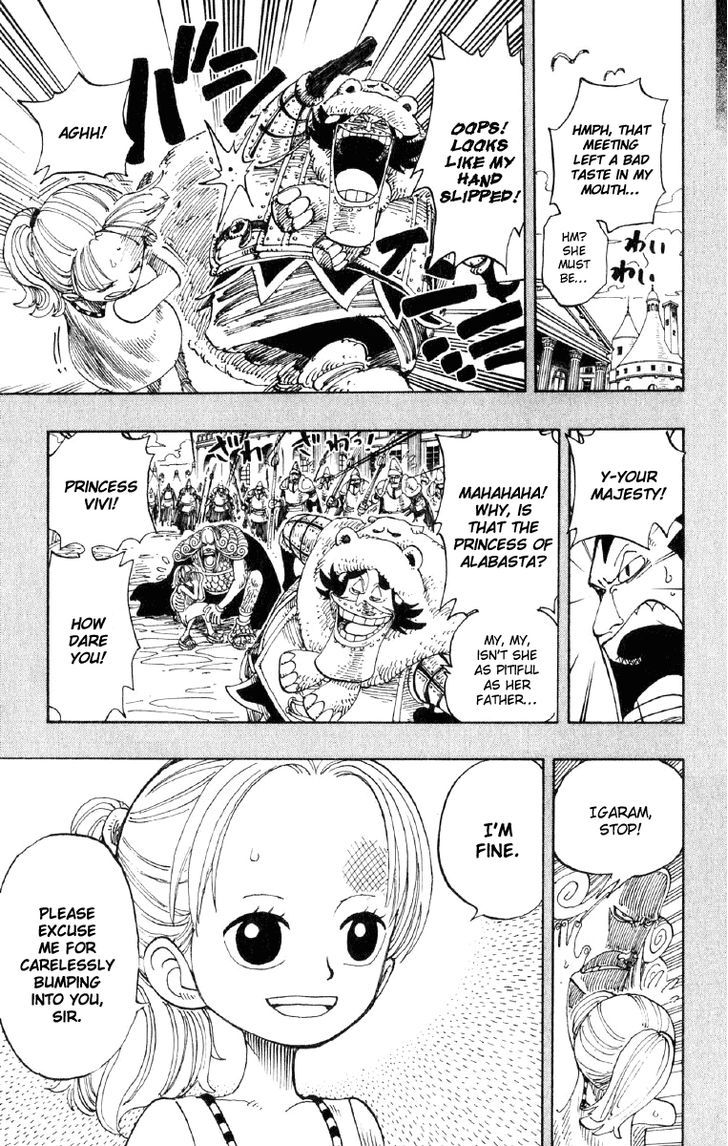 HMPH, THAT
MEETING
LEFT A BAD
TASTE IN MY
MOUTH...
HM?
SHE
MUST
BE...
わい
わい
OOPS!
LOOKS
LIKE MY
HAND
SLIPPED!
AGHH!
Y-YOUR
MAJESTY!
MAHAHAHA!
WHY, IS
THAT THE
PRINCESS OF
ALABASTA?
MY, MY,
ISN'T SHE
AS PITIFUL
AS HER
FATHER...
PRINCESS
VIVI!
HOW
DARE
YOU!
IGARAM,
STOP!
I'M
FINE.
PLEASE
EXCUSE
ME FOR
CARELESSLY
BUMPING
INTO YOU,
SIR.